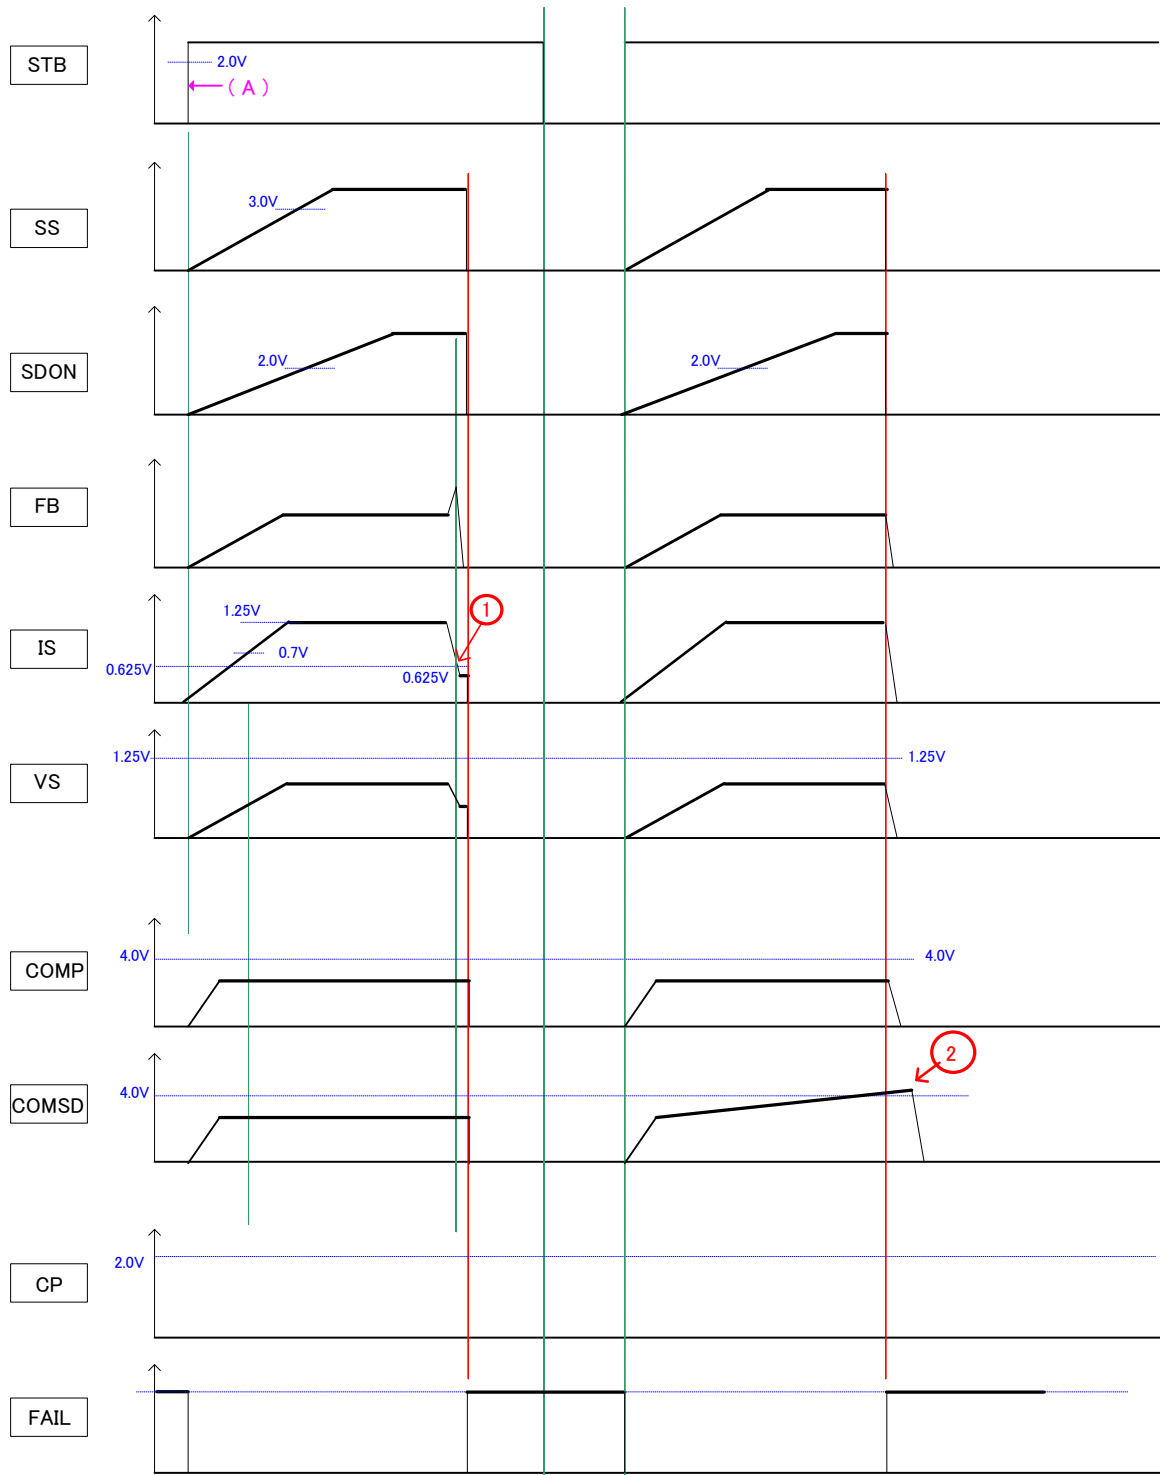 STB
2.0V
(A)
SS
3.0V
SDON
2.0V
2.0V
FB
IS
1.25V
0.7V
0.625V
0.625V
1
VS
1.25V
1.25V
COMP
4.0V
4.0V
COMSD
4.0V
2
CP
2.0V
FAIL